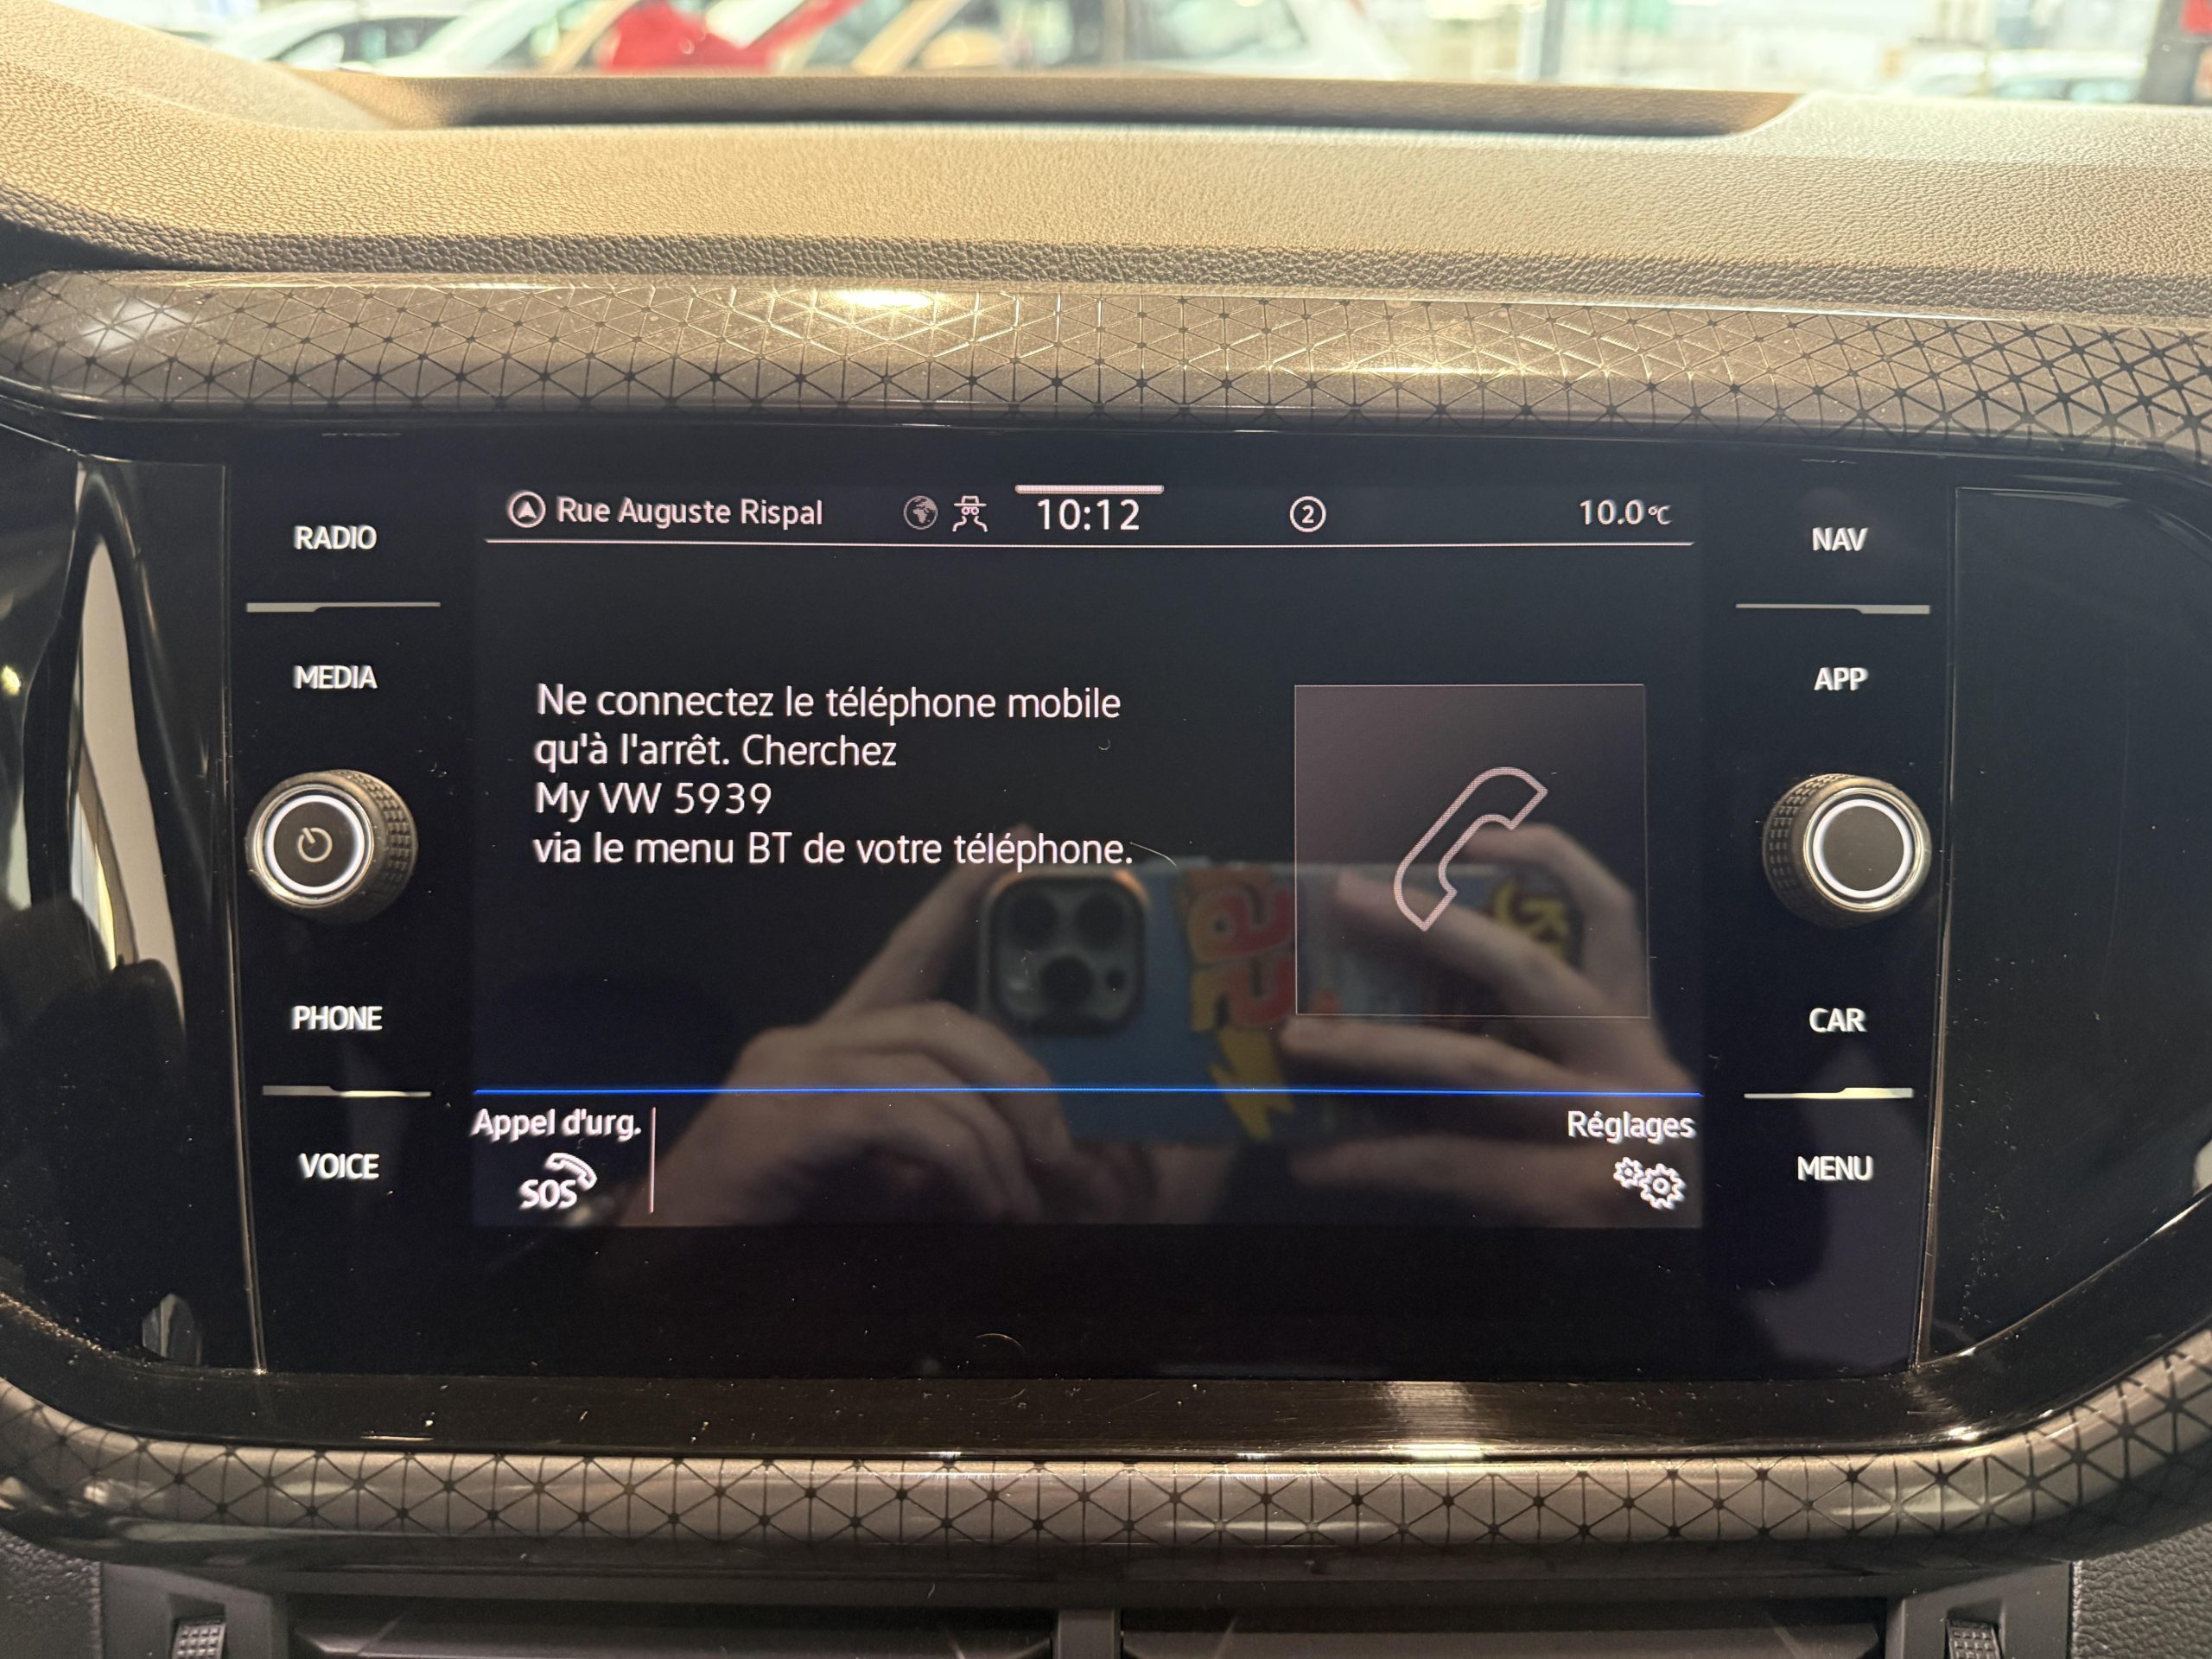 Rue Auguste Rispal 10:12 2 10.0°C
RADIO
NAV
MEDIA
APP
Ne connectez le téléphone mobile
qu'à l'arrêt. Cherchez
My VW 5939
via le menu BT de votre téléphone.
PHONE
CAR
Appel d'urg.
SOS
Réglages
VOICE
MENU